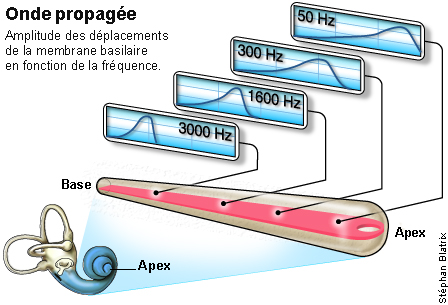 Onde propagée
Amplitude des déplacements
de la membrane basilaire
en fonction de la fréquence.
50 Hz
300 Hz
1600 Hz
3000 Hz
Base
Apex
Apex
Stéphan Blatrix